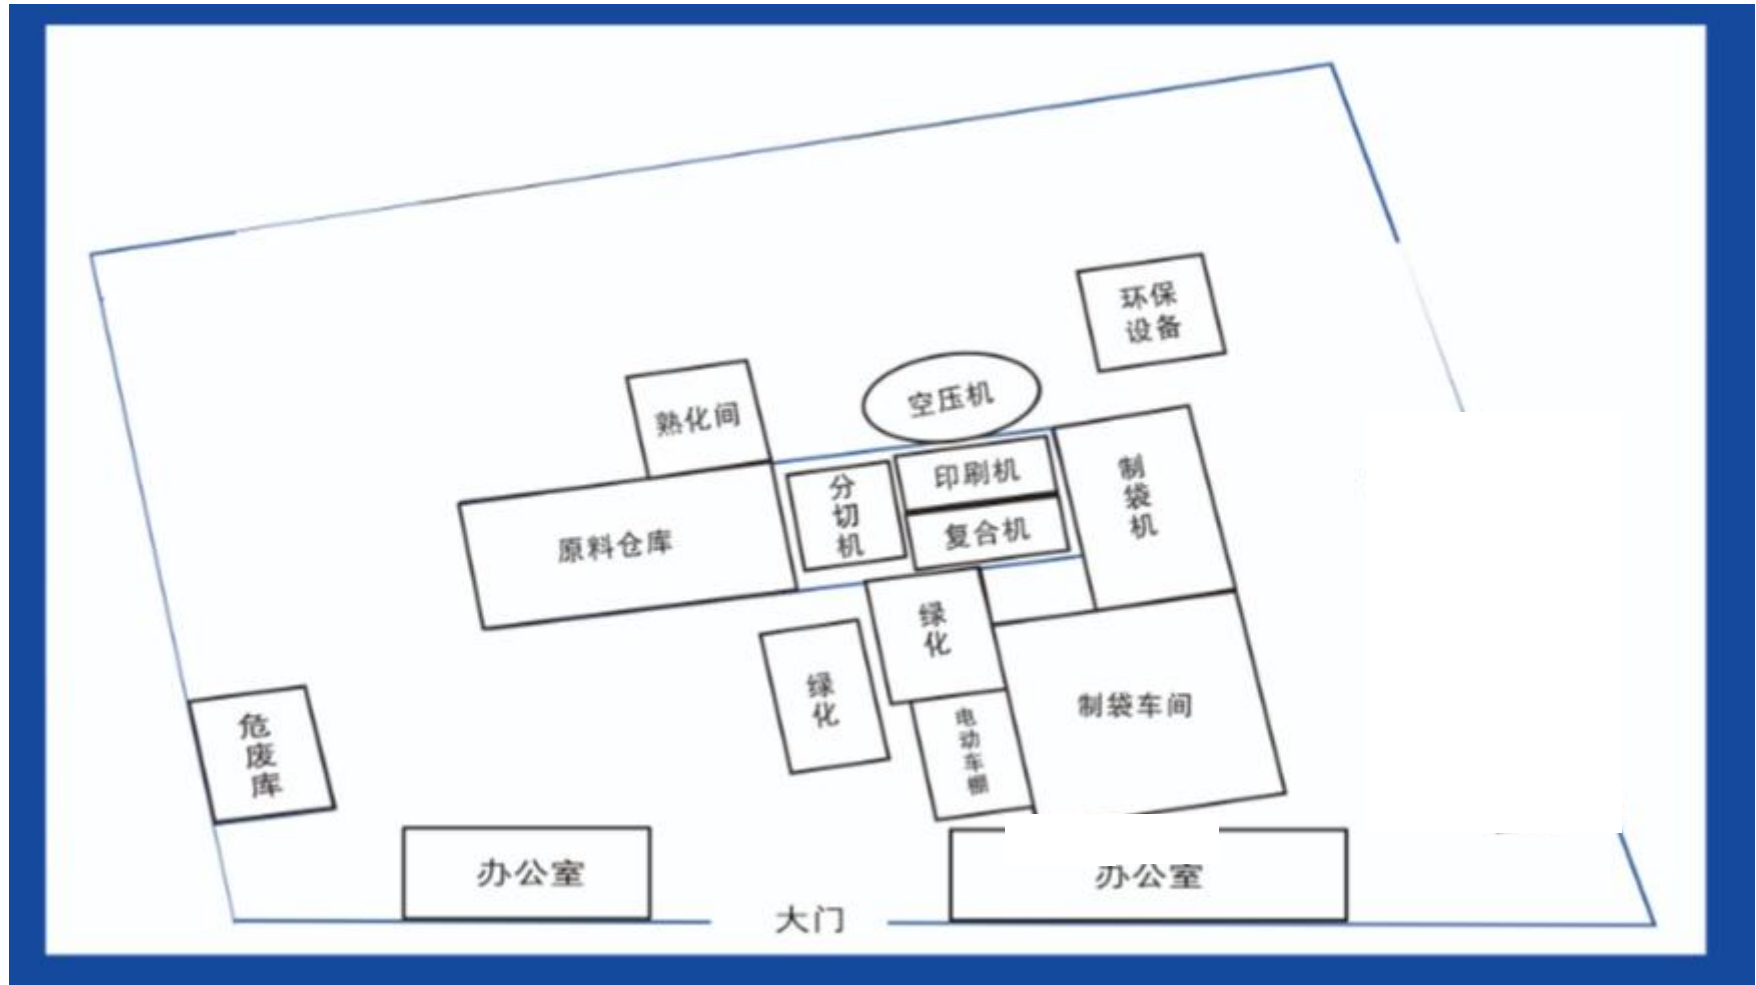 环保
设备
空压机
熟化间
印刷机
制
袋
机
分
切
机
复合机
原料仓库
绿
化
绿
化
制袋车间
电
动
车
棚
危
废
库
办公室
办公室
大门